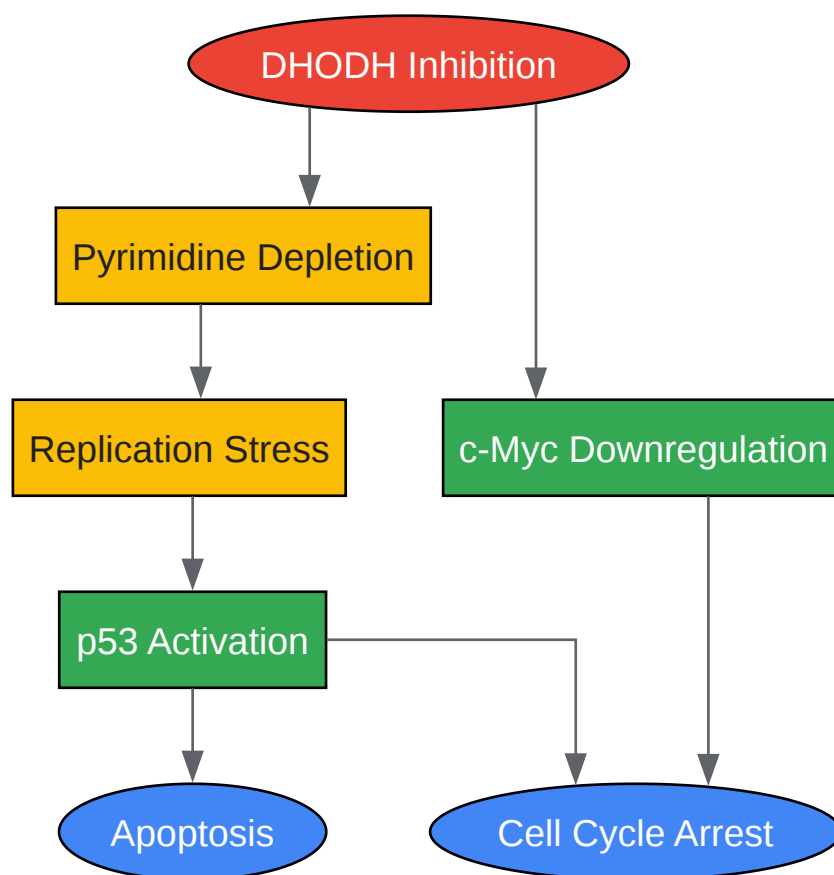 DHODH Inhibition
Pyrimidine Depletion
Replication Stress
c-Myc Downregulation
p53 Activation
Apoptosis
Cell Cycle Arrest